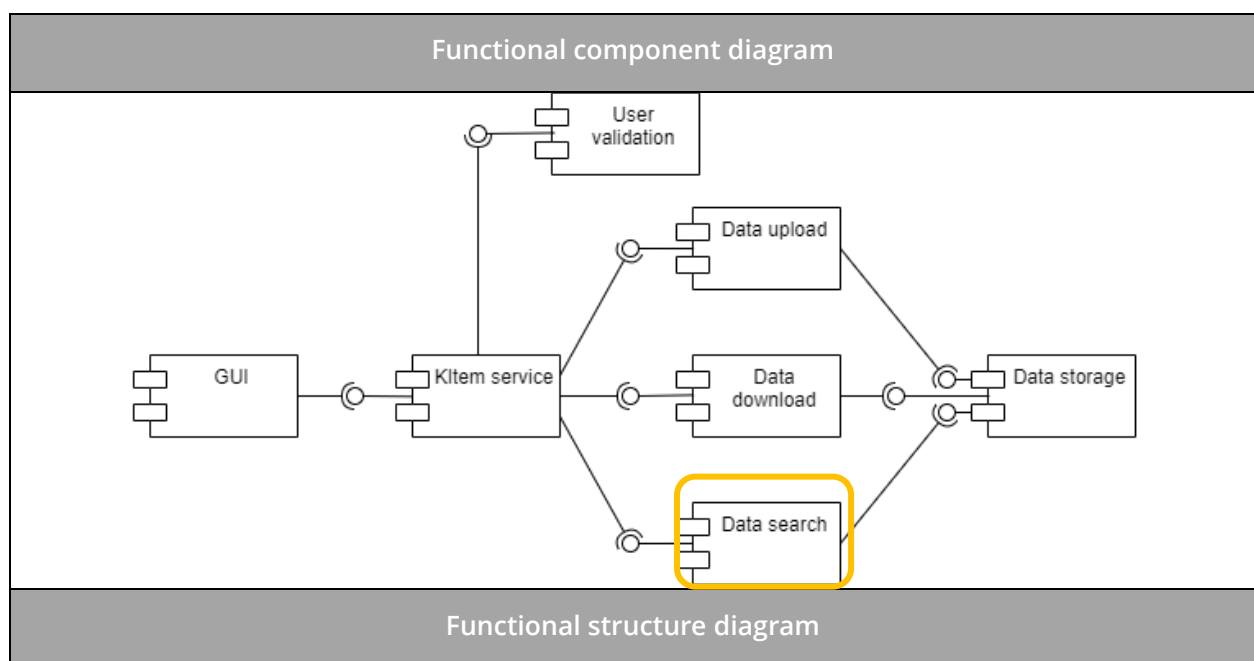 Functional component diagram
User
validation
Data upload
GUI
KItem service
Data
download
Data storage
Data search
Functional structure diagram